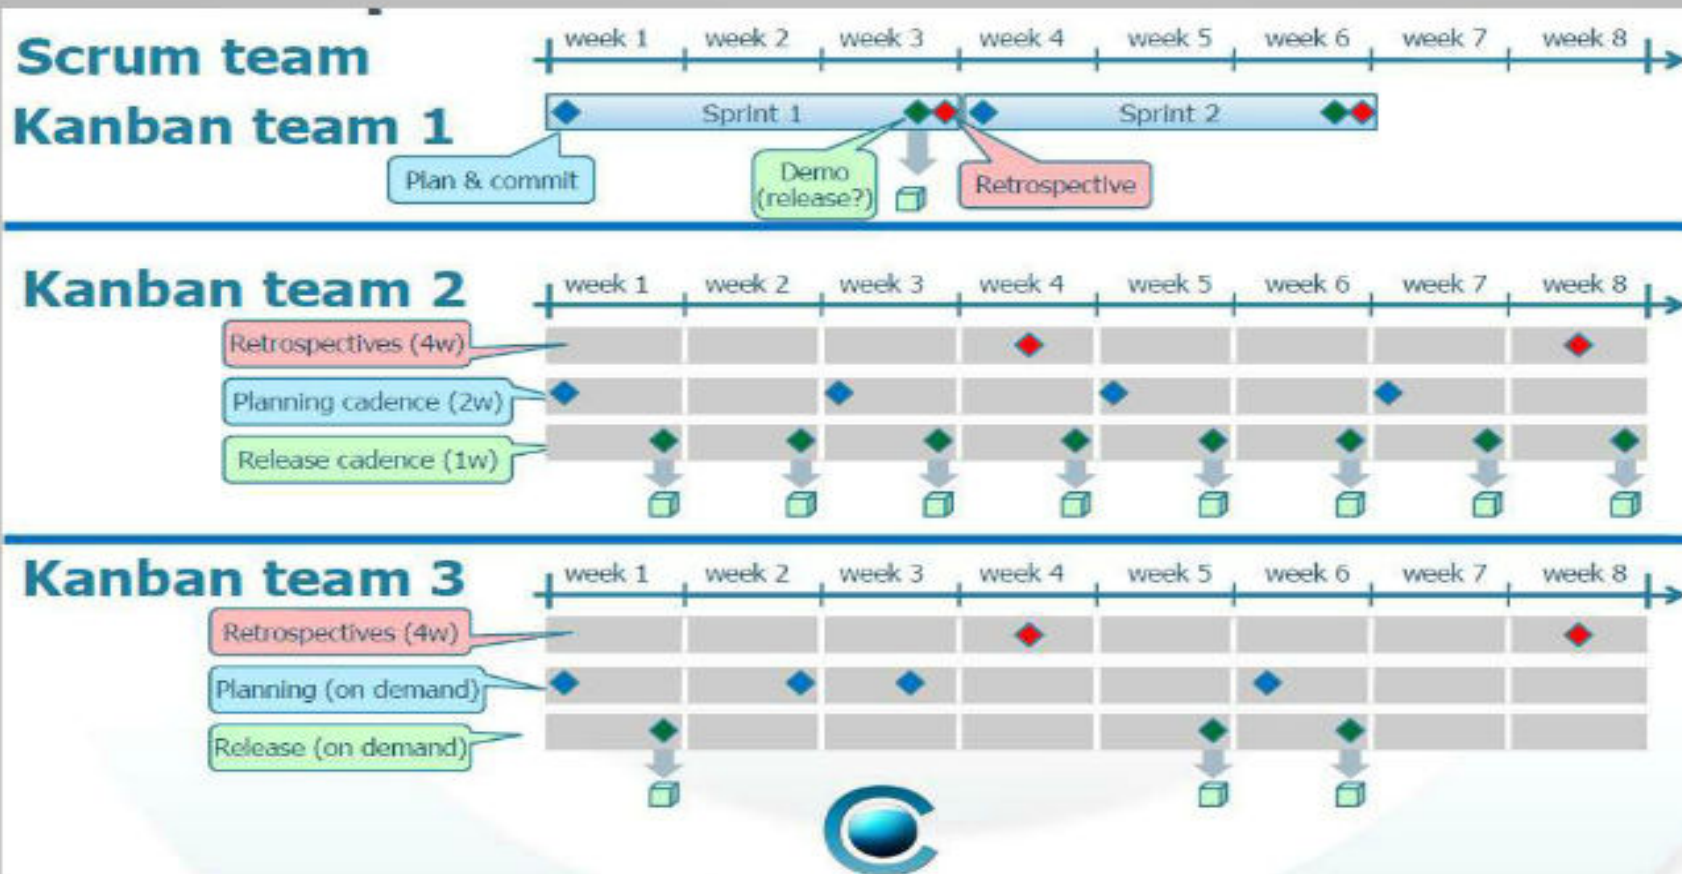 Scrum team
week 1 week 2 week 3 week 4 week 5 week 6 week 7 week 8
Kanban team 1
Sprint 1
Sprint 2
Plan & commit
Demo
(release?)
Retrospective
Kanban team 2
week 1 week 2 week 3 week 4 week 5 week 6 week 7 week 8
Retrospectives (4w)
Planning cadence (2w)
Release cadence (1w)
Kanban team 3
week 1 week 2 week 3 week 4 week 5 week 6 week 7 week 8
Retrospectives (4w)
Planning (on demand)
Release (on demand)